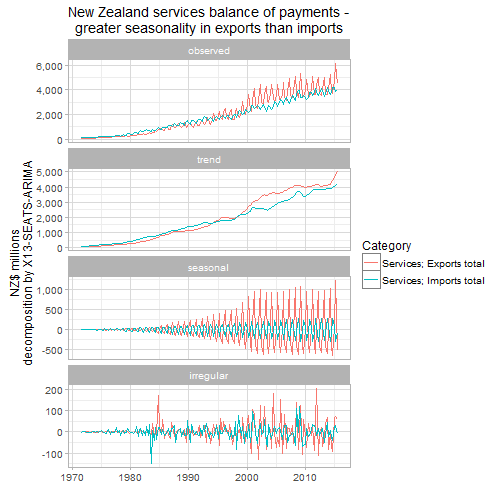 New Zealand services balance of payments -
greater seasonality in exports than imports
observed
6,000
4,000
2,000
0
trend
5,000
4,000
3,000
2,000
1,000
0
seasonal
1,000
500
0
-500
irregular
200
100
0
-100
1970
1980
1990
2000
2010
NZ$ millions
decomposition by X13-SEATS-ARIMA
Category
Services; Exports total
Services; Imports total